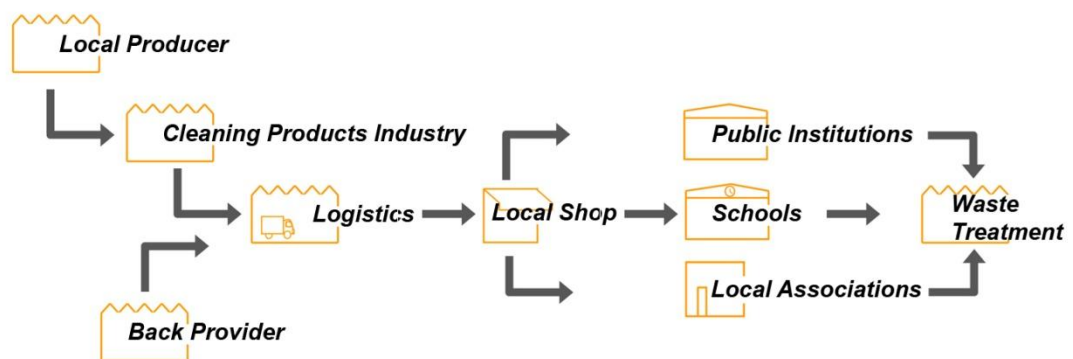 Local Producer
Cleaning Products Industry
Public Institutions
Logistics
Local Shop
Schools
Waste
Treatment
Local Associations
Back Provider